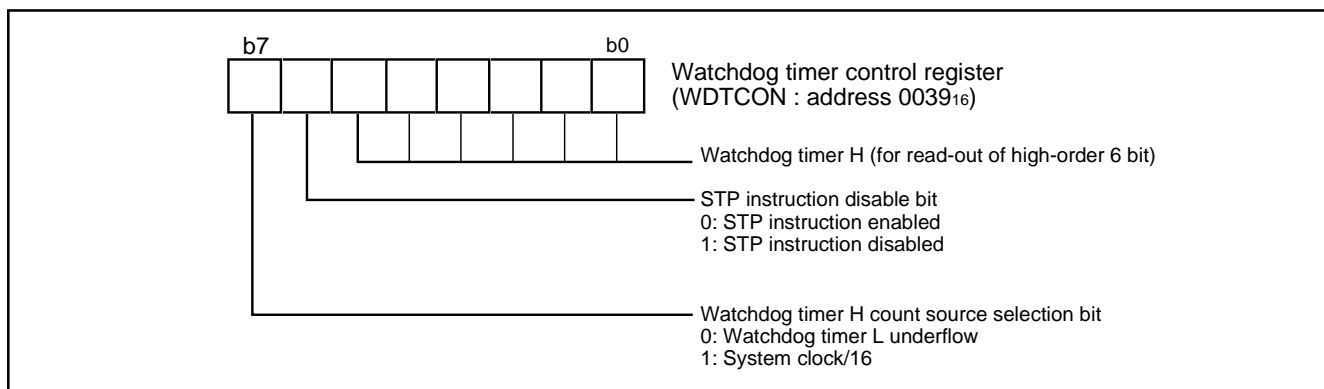 b7 b0
Watchdog timer control register
(WDTCON : address 0039₁₆)
Watchdog timer H (for read-out of high-order 6 bit)
STP instruction disable bit
0: STP instruction enabled
1: STP instruction disabled
Watchdog timer H count source selection bit
0: Watchdog timer L underflow
1: System clock/16